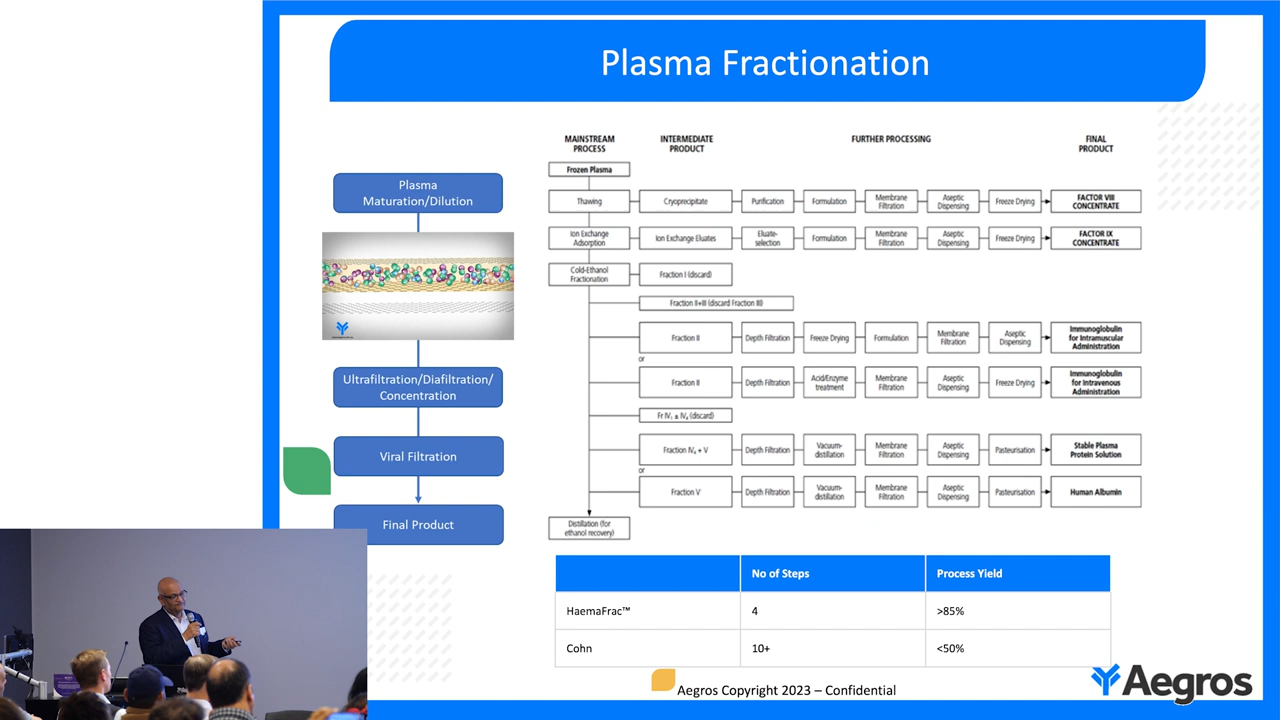 Plasma Fractionation
Plasma
Maturation/Dilution
Ultrafiltration/Diafiltration/
Concentration
Viral Filtration
Final Product
MAINSTREAM
PROCESS
INTERMEDIATE
PRODUCT
FURTHER PROCESSING
FINAL
PRODUCT
Frozen Plasma
Thawing
Cryoprecipitate
Purification
Formulation
Membrane
Filtration
Aseptic
Dispensing
Freeze Drying
FACTOR VIII
CONCENTRATE
Ion Exchange
Adsorption
Ion Exchange Eluates
Eluate-
selection
Formulation
Membrane
Filtration
Aseptic
Dispensing
Freeze Drying
FACTOR IX
CONCENTRATE
Cold-Ethanol
Fractionation
Fraction I (discard)
Fraction II+III (discard Fraction III)
Fraction II
Depth Filtration
Freeze Drying
Formulation
Membrane
Filtration
Aseptic
Dispensing
Immunoglobulin
for Intramuscular
Administration
or
Fraction II
Depth Filtration
Acid/Enzyme
treatment
Membrane
Filtration
Aseptic
Dispensing
Freeze Drying
Immunoglobulin
for Intravenous
Administration
Fraction IV₄ + V
Depth Filtration
Vacuum-
distillation
Membrane
Filtration
Aseptic
Dispensing
Pasteurisation
Stable Plasma
Protein Solution
or
Fraction V
Depth Filtration
Vacuum-
distillation
Membrane
Filtration
Aseptic
Dispensing
Pasteurisation
Human Albumin
Distillation (for
ethanol recovery)
No of Steps
Process Yield
HaemaFrac™
4
>85%
Cohn
10+
<50%
Aegros Copyright 2023 – Confidential
Aegros